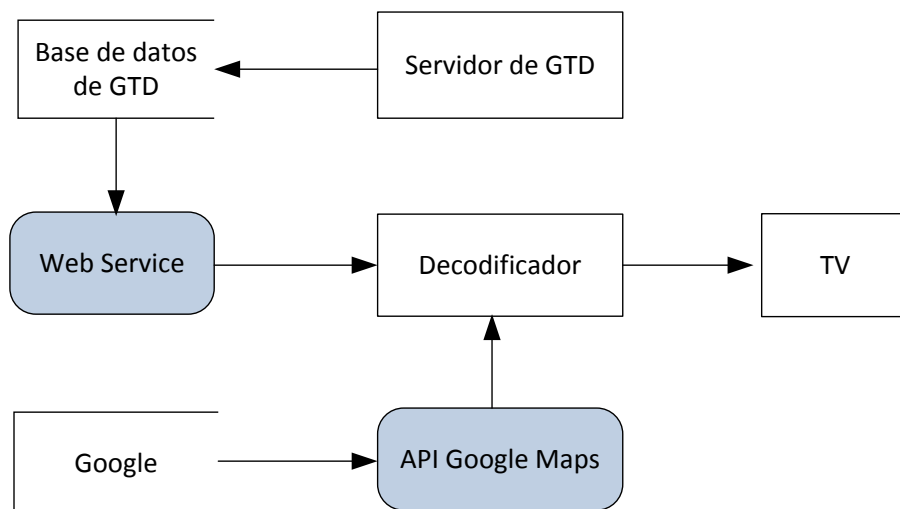 Base de datos
de GTD
Servidor de GTD
Web Service
Decodificador
TV
Google
API Google Maps